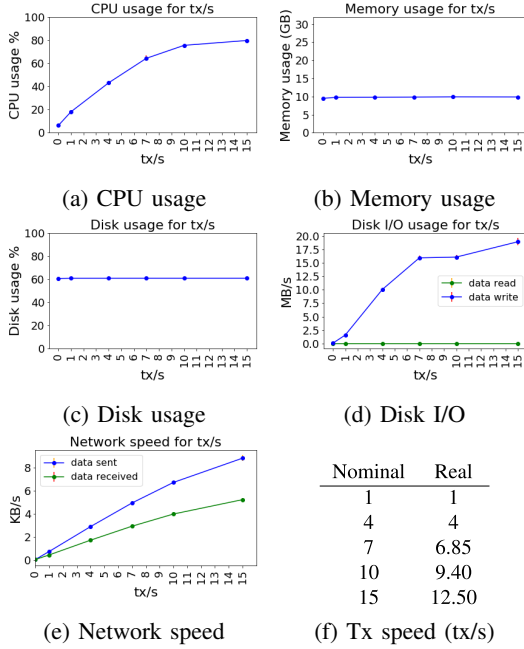 CPU usage for tx/s
CPU usage %
100
80
60
40
20
0
0 1 2 3 4 5 6 7 8 9 10 11 12 13 14 15
tx/s
(a) CPU usage
Memory usage for tx/s
Memory usage (GB)
30
25
20
15
10
5
0
0 1 2 3 4 5 6 7 8 9 10 11 12 13 14 15
tx/s
(b) Memory usage
Disk usage for tx/s
Disk usage %
100
80
60
40
20
0
0 1 2 3 4 5 6 7 8 9 10 11 12 13 14 15
tx/s
(c) Disk usage
Disk I/O usage for tx/s
MB/s
20.0
17.5
15.0
12.5
10.0
7.5
5.0
2.5
0.0
data read
data write
0 1 2 3 4 5 6 7 8 9 10 11 12 13 14 15
tx/s
(d) Disk I/O
Network speed for tx/s
KB/s
8
6
4
2
0
data sent
data received
0 1 2 3 4 5 6 7 8 9 10 11 12 13 14 15
tx/s
(e) Network speed
Nominal Real
1 1
4 4
7 6.85
10 9.40
15 12.50
(f) Tx speed (tx/s)